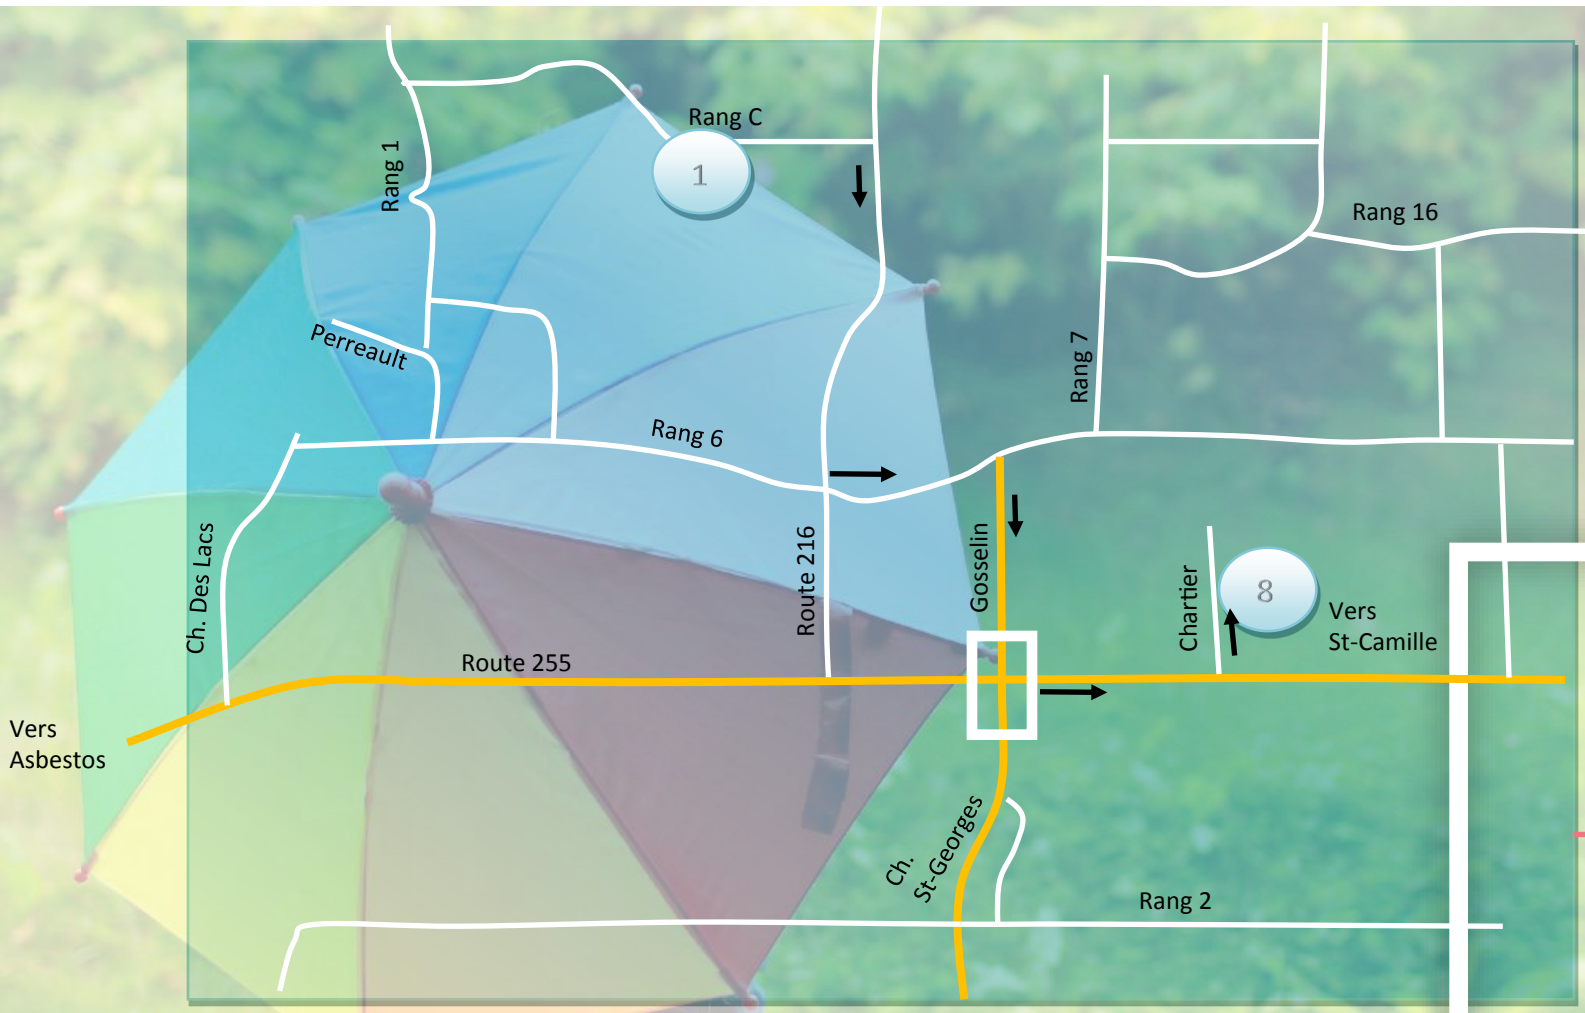 Rang C
1
Rang 1
Rang 16
Perreault
Rang 7
Rang 6
Ch. Des Lacs
Route 216
Gosselin
Chartier
8
Vers
St-Camille
Route 255
Vers
Asbestos
Ch.
St-Georges
Rang 2